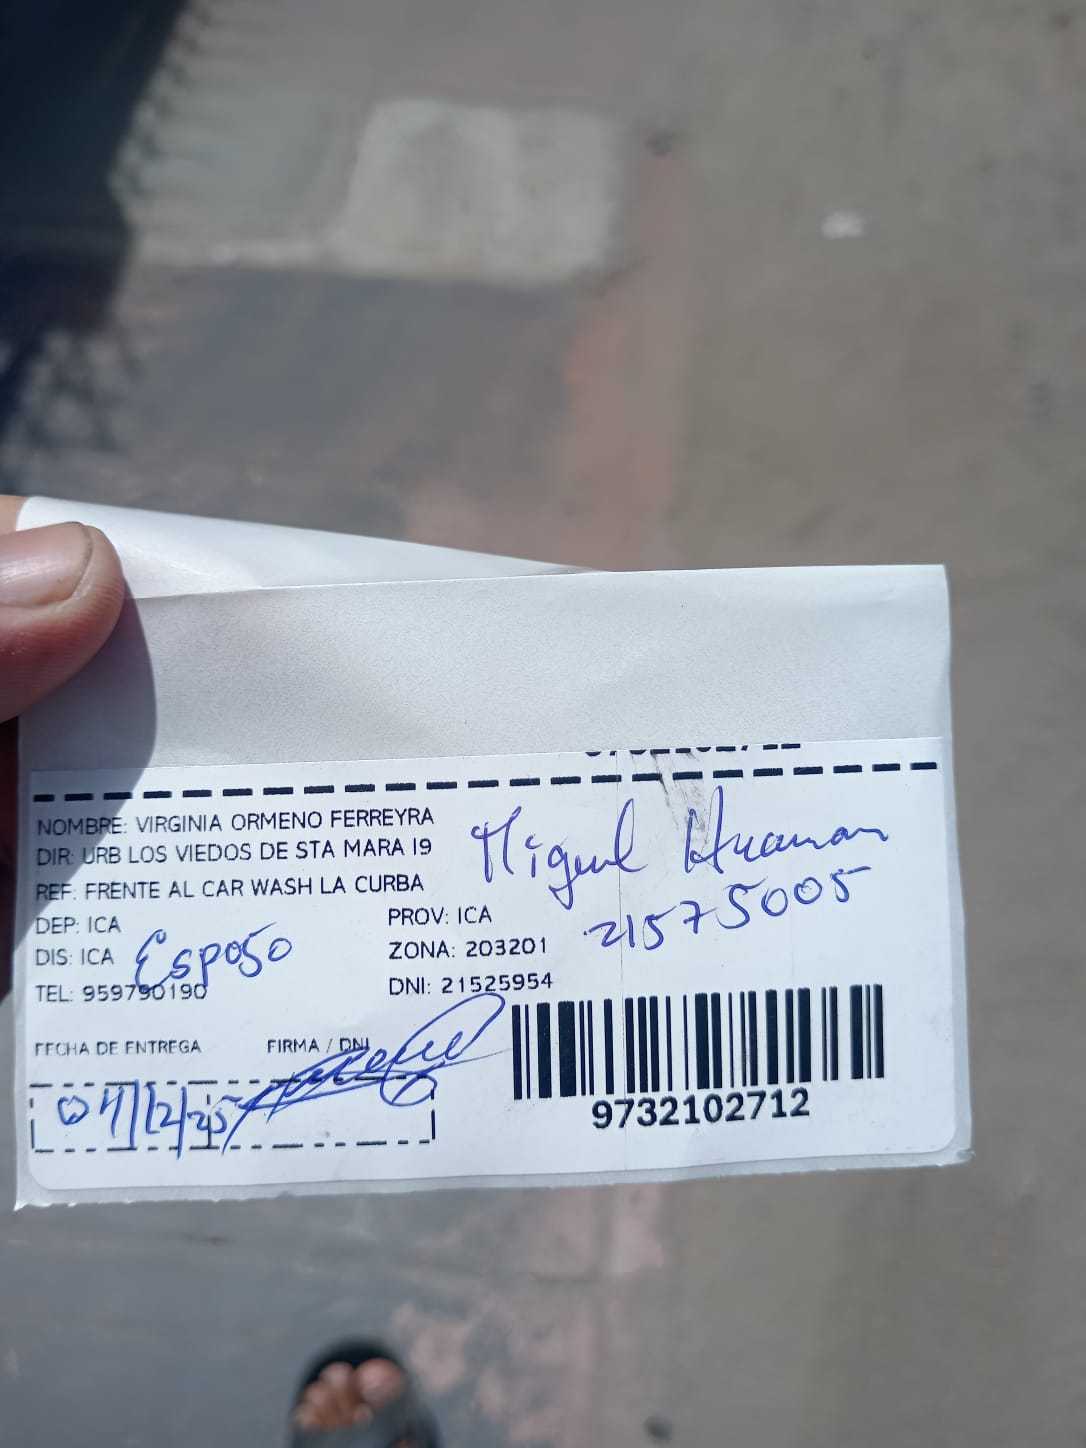 NOMBRE: VIRGINIA ORMENO FERREYRA
DIR: URB LOS VIEDOS DE STA MARA I9
REF: FRENTE AL CAR WASH LA CURBA
DEP: ICA PROV: ICA
DIS: ICA ZONA: 203201
TEL: 959790190 DNI: 21525954
Miguel Huaman
21575005
Esposo
FECHA DE ENTREGA FIRMA / DNI
04/12/25
9732102712